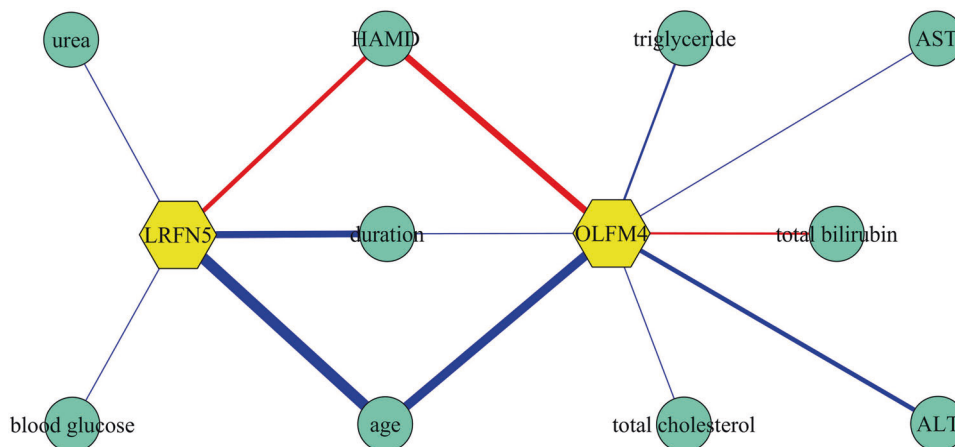 urea
HAMD
triglyceride
AST
LRFN5
duration
OLFM4
total bilirubin
blood glucose
age
total cholesterol
ALT